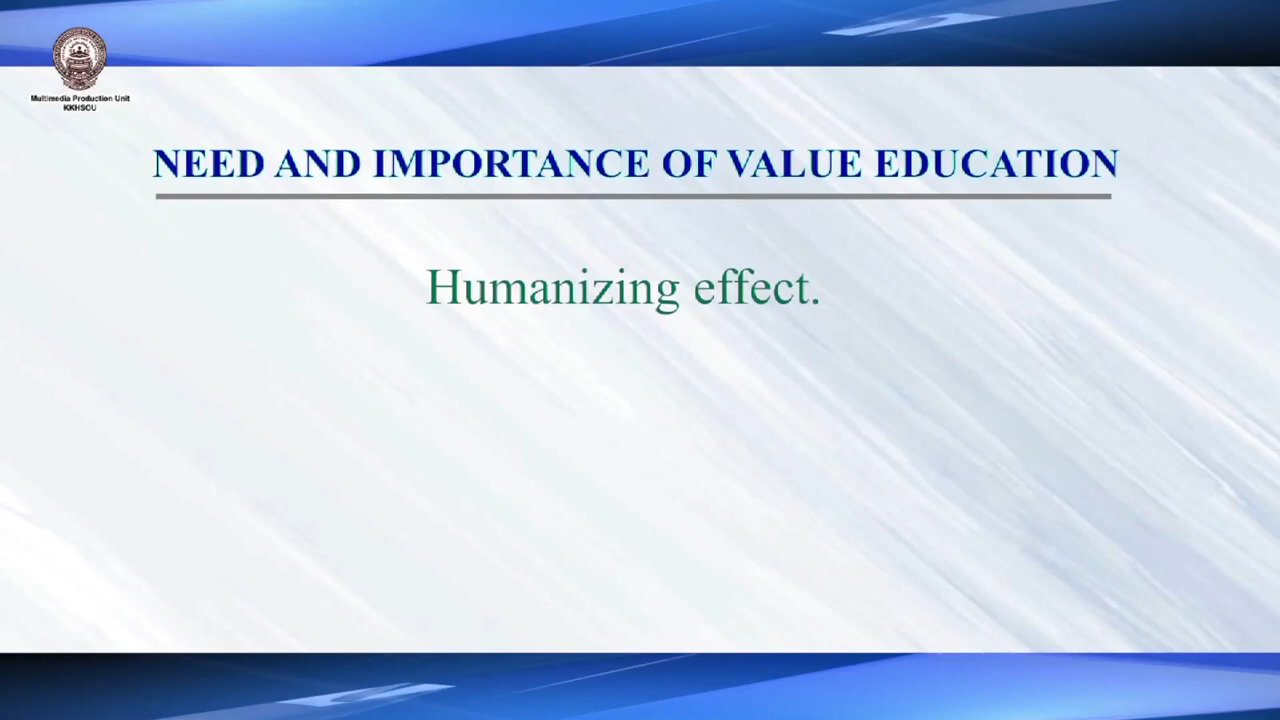 Multimedia Production Unit
KKHSOU
NEED AND IMPORTANCE OF VALUE EDUCATION
Humanizing effect.